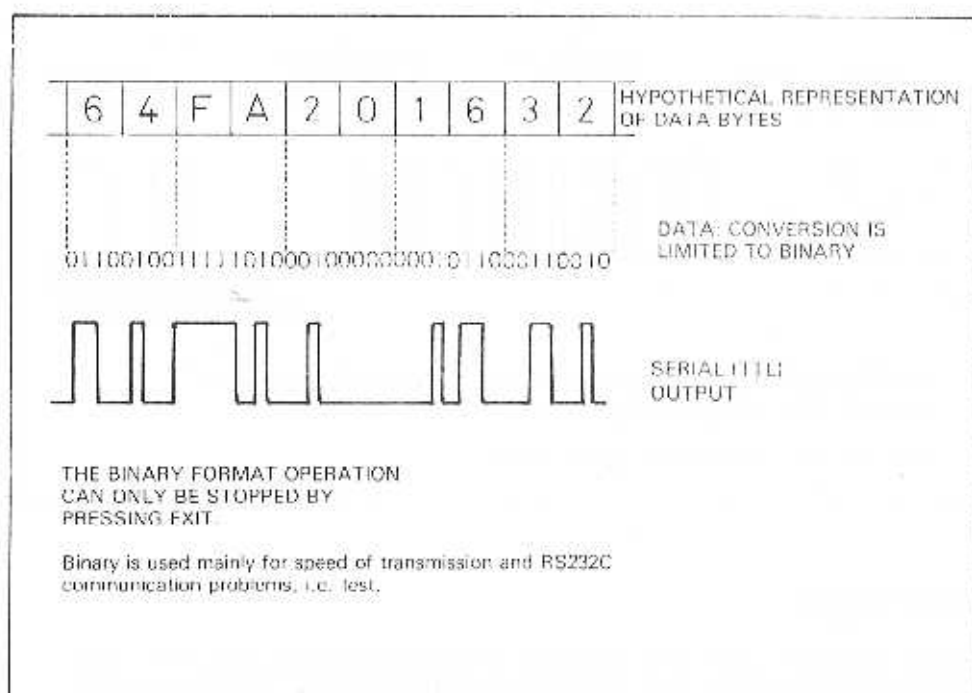 6 4 F A 2 0 1 6 3 2
HYPOTHETICAL REPRESENTATION
OF DATA BYTES
DATA: CONVERSION IS
LIMITED TO BINARY
0110010011111010001000000001011000110010
SERIAL (TTL)
OUTPUT
THE BINARY FORMAT OPERATION
CAN ONLY BE STOPPED BY
PRESSING EXIT.
Binary is used mainly for speed of transmission and RS232C
communication problems, i.e. test.